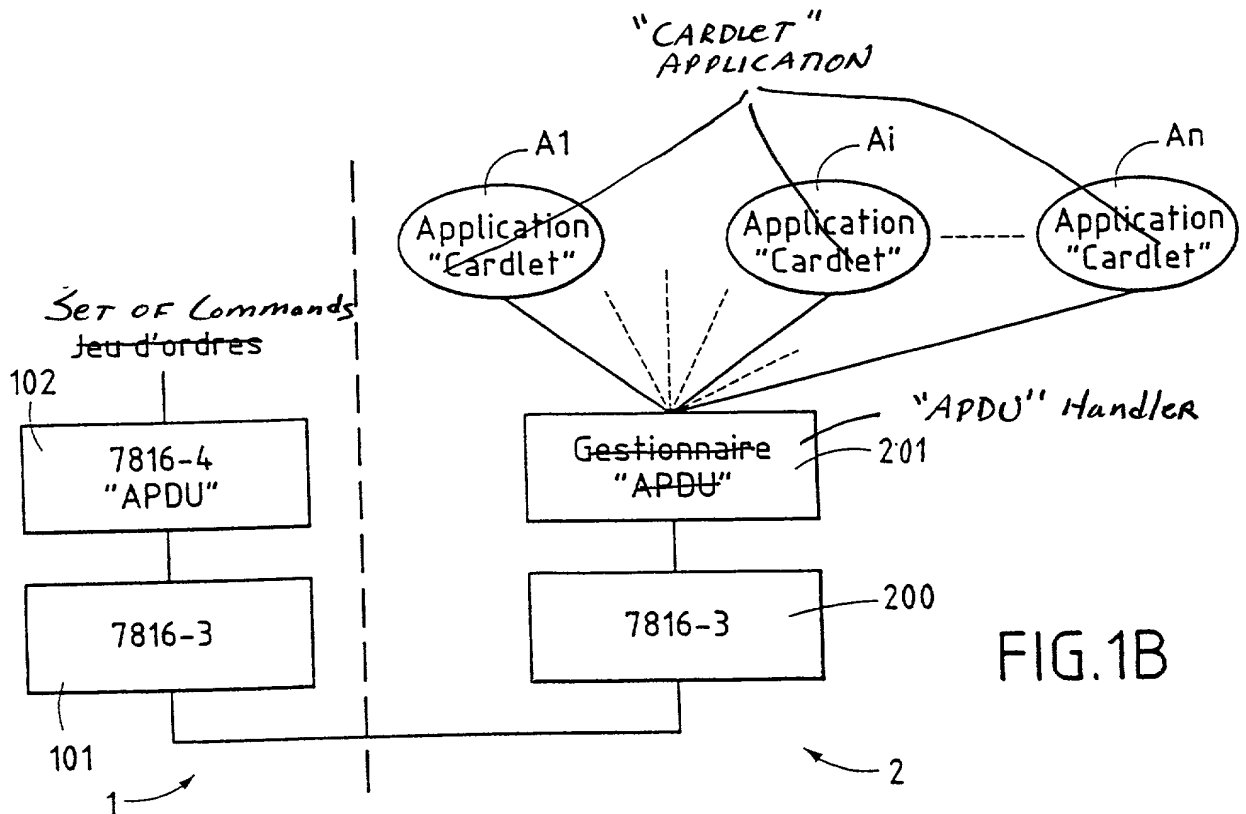 "CARDLET"
APPLICATION
A1
Ai
An
Application
"Cardlet"
Application
"Cardlet"
Application
"Cardlet"
SET OF Commands
Jeu d'ordres
102
7816-4
"APDU"
"APDU" Handler
Gestionnaire
"APDU"
201
7816-3
101
7816-3
200
FIG.1B
1
2